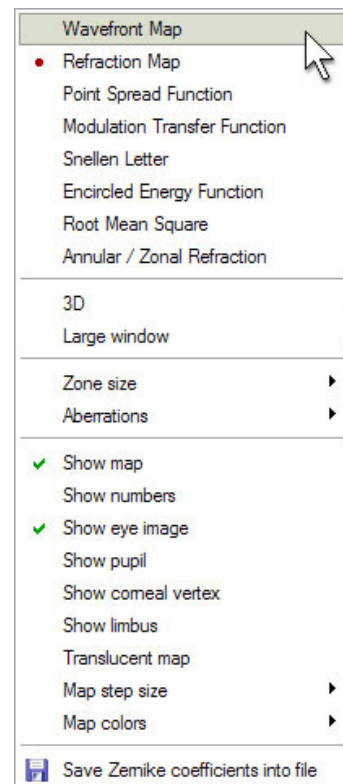 Wavefront Map
Refraction Map
Point Spread Function
Modulation Transfer Function
Snellen Letter
Encircled Energy Function
Root Mean Square
Annular / Zonal Refraction
3D
Large window
Zone size
Aberrations
Show map
Show numbers
Show eye image
Show pupil
Show corneal vertex
Show limbus
Translucent map
Map step size
Map colors
Save Zernike coefficients into file